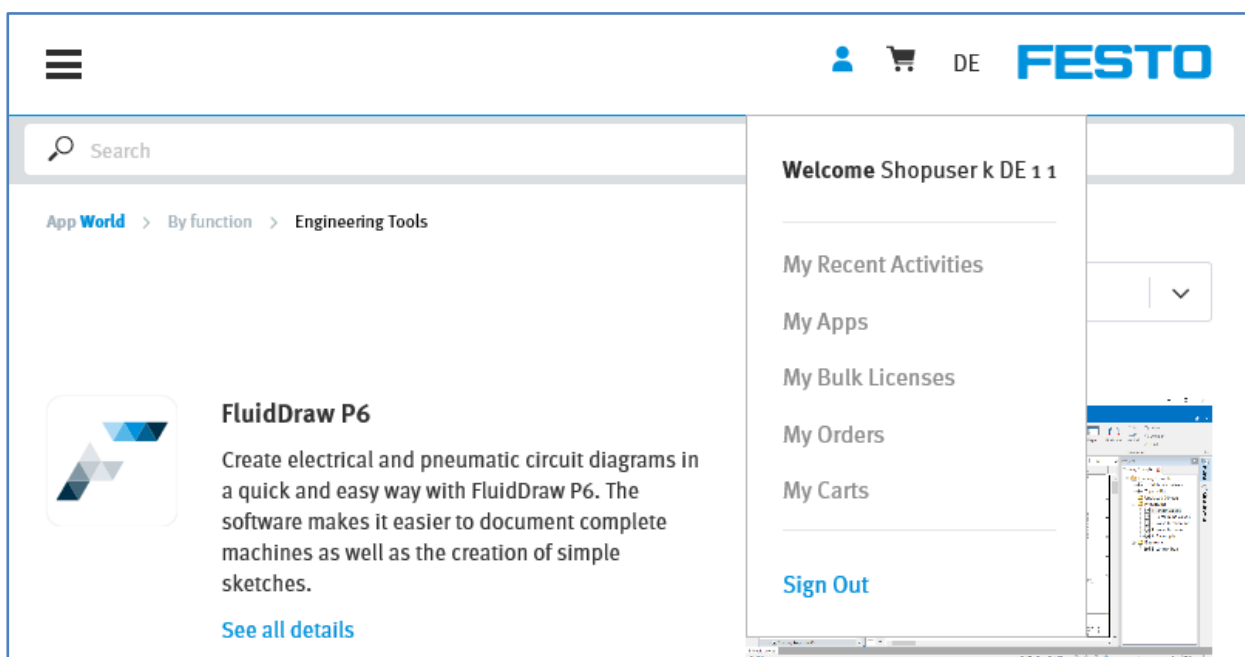 DE FESTO
Search
Welcome Shopuser k DE 1 1
App World > By function > Engineering Tools
My Recent Activities
My Apps
My Bulk Licenses
My Orders
My Carts
Sign Out
FluidDraw P6
Create electrical and pneumatic circuit diagrams in
a quick and easy way with FluidDraw P6. The
software makes it easier to document complete
machines as well as the creation of simple
sketches.
See all details